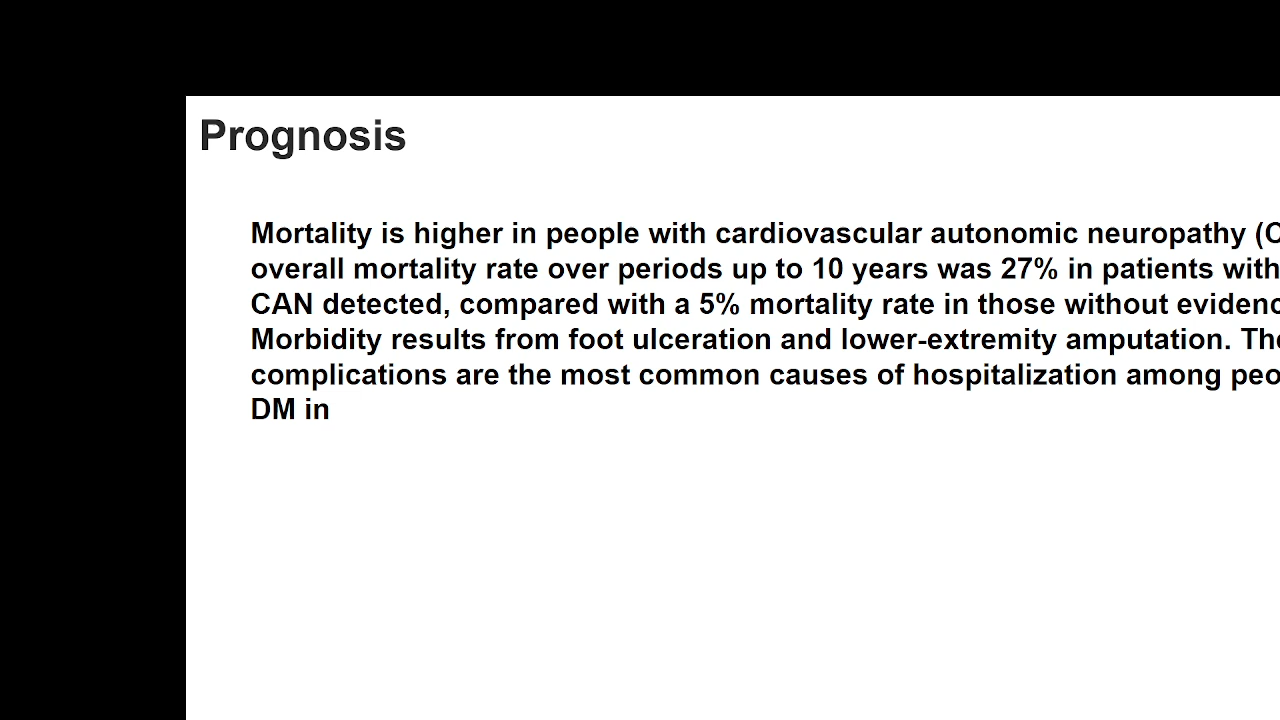 Prognosis
Mortality is higher in people with cardiovascular autonomic neuropathy (C
overall mortality rate over periods up to 10 years was 27% in patients with
CAN detected, compared with a 5% mortality rate in those without evidenc
Morbidity results from foot ulceration and lower-extremity amputation. The
complications are the most common causes of hospitalization among peo
DM in